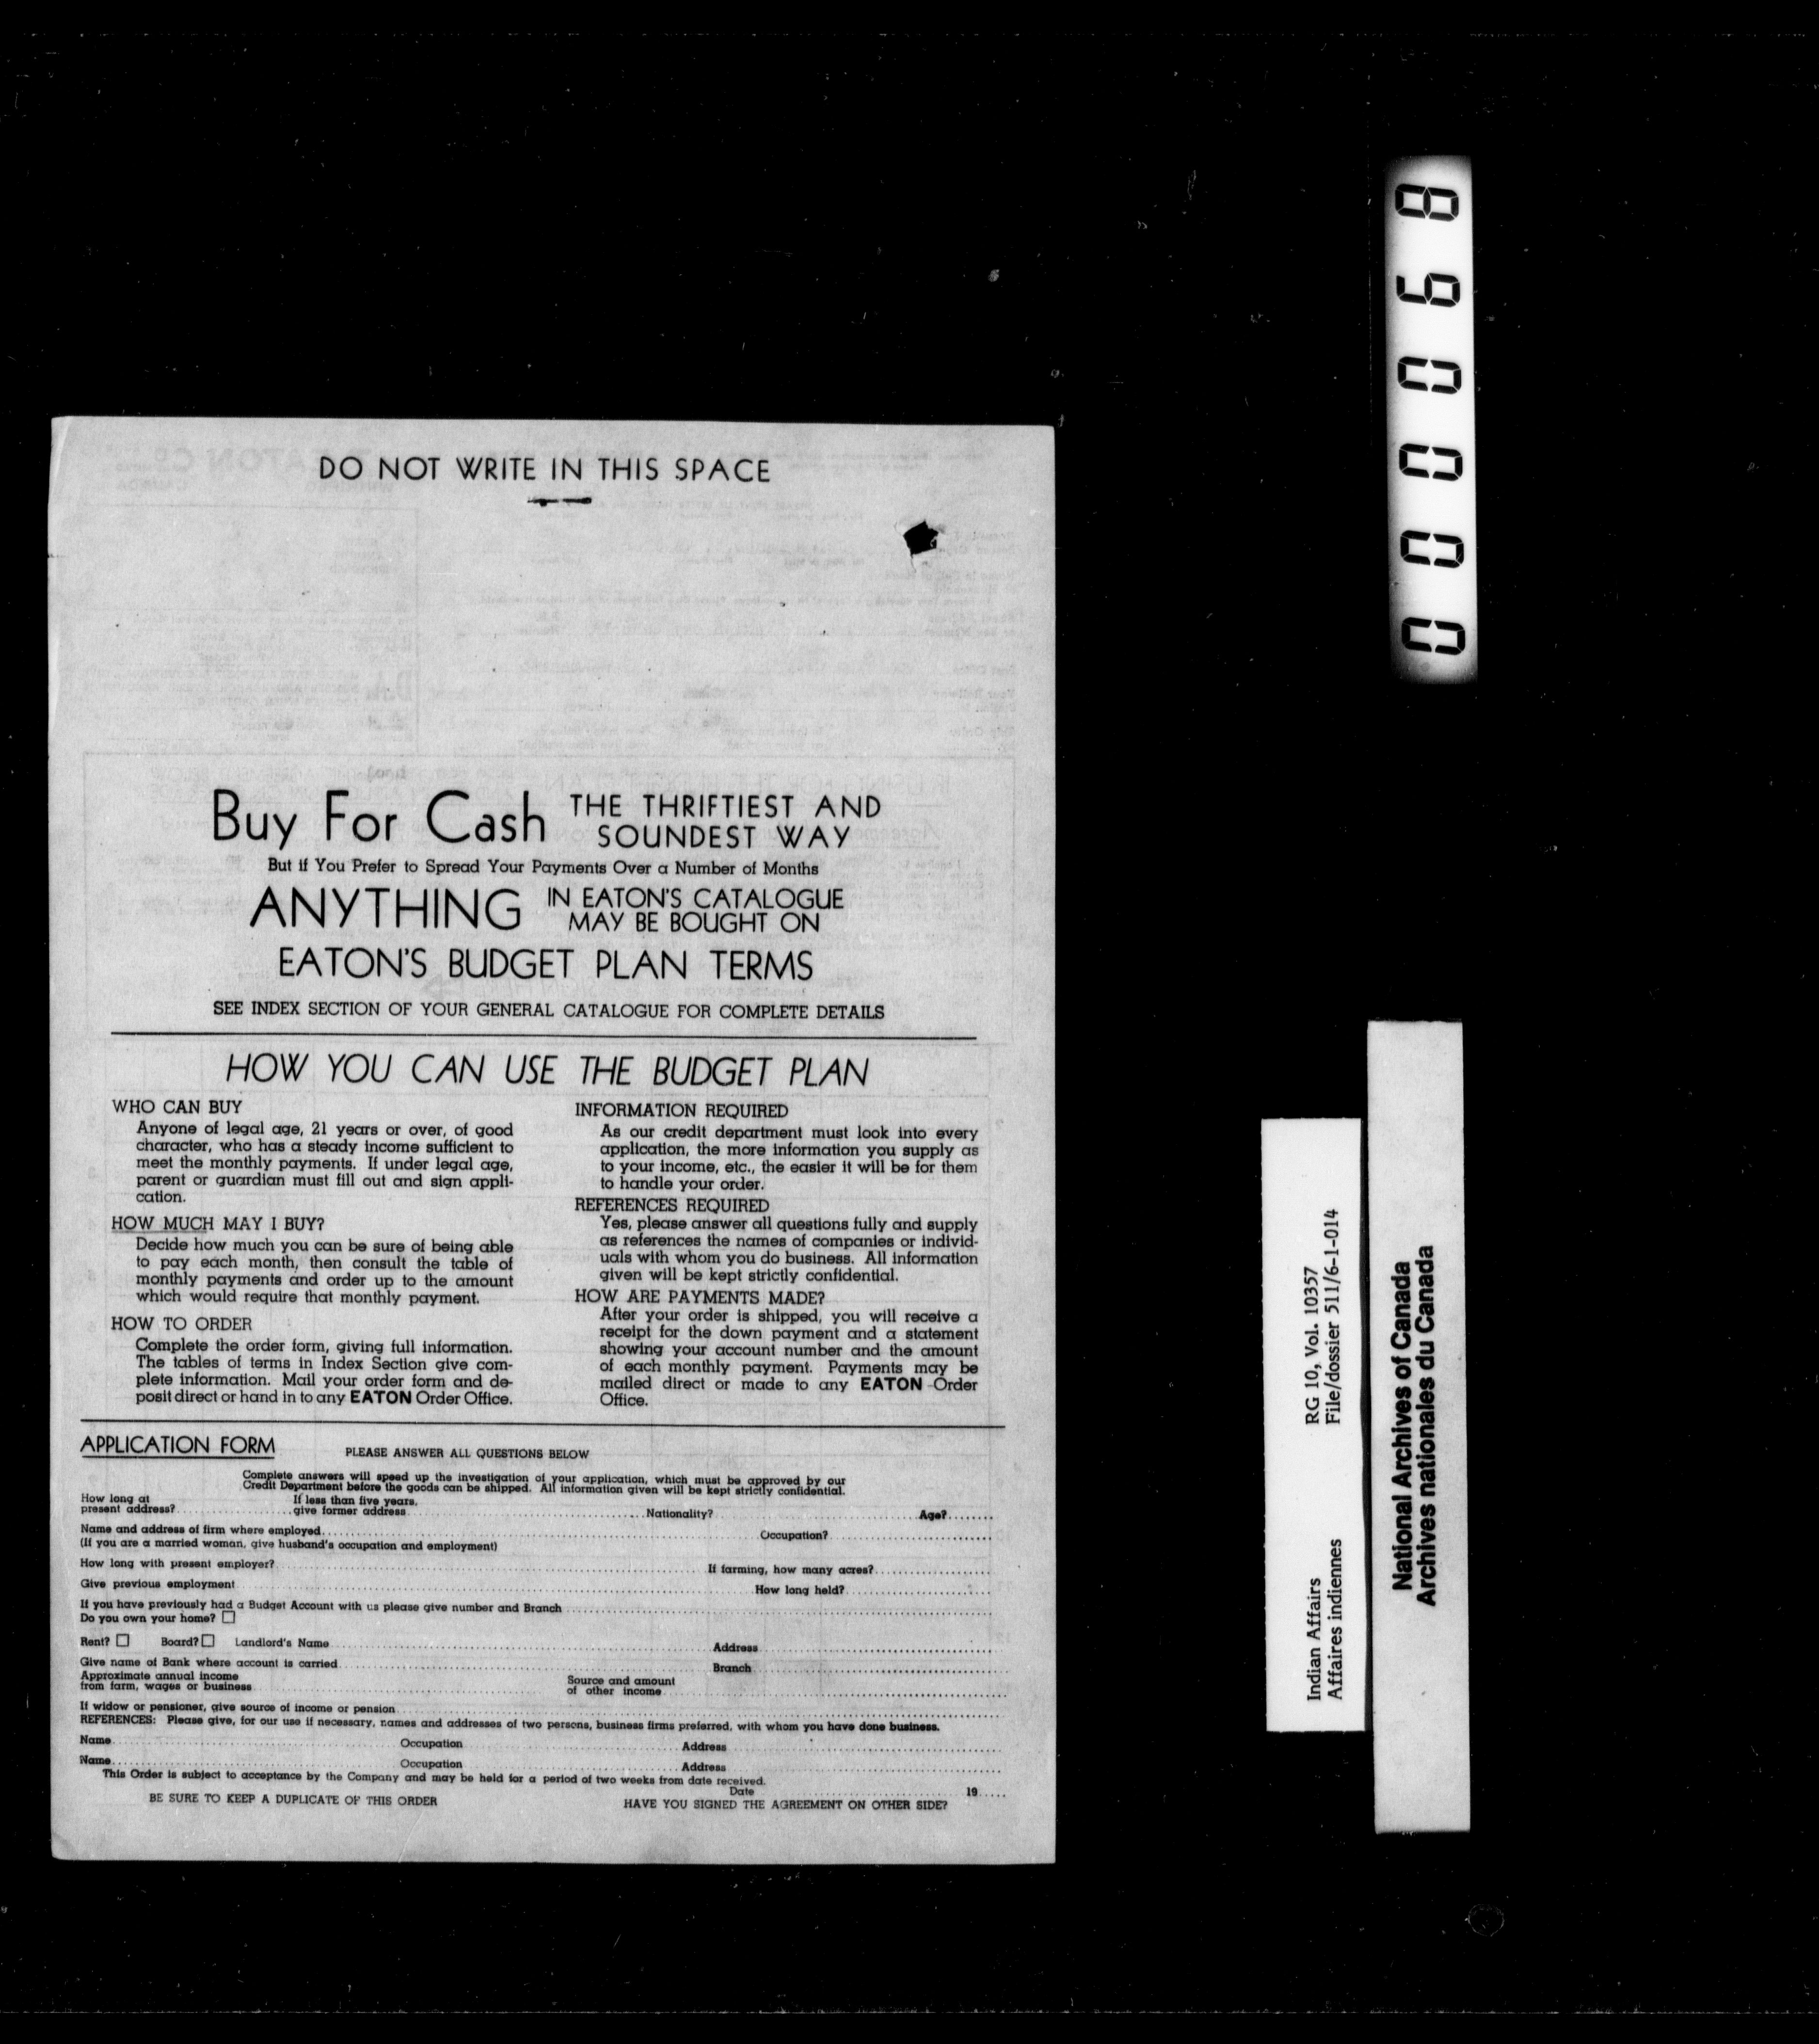 DO NOT WRITE IN THIS SPACE
Buy For Cash THE THRIFTIEST AND
SOUNDEST WAY
But if You Prefer to Spread Your Payments Over a Number of Months
ANYTHING IN EATON'S CATALOGUE
MAY BE BOUGHT ON
EATON'S BUDGET PLAN TERMS
SEE INDEX SECTION OF YOUR GENERAL CATALOGUE FOR COMPLETE DETAILS
HOW YOU CAN USE THE BUDGET PLAN
WHO CAN BUY
Anyone of legal age, 21 years or over, of good
character, who has a steady income sufficient to
meet the monthly payments. If under legal age,
parent or guardian must fill out and sign appli-
cation.
HOW MUCH MAY I BUY?
Decide how much you can be sure of being able
to pay each month, then consult the table of
monthly payments and order up to the amount
which would require that monthly payment.
HOW TO ORDER
Complete the order form, giving full information.
The tables of terms in Index Section give com-
plete information. Mail your order form and de-
posit direct or hand in to any EATON Order Office.
INFORMATION REQUIRED
As our credit department must look into every
application, the more information you supply as
to your income, etc., the easier it will be for them
to handle your order.
REFERENCES REQUIRED
Yes, please answer all questions fully and supply
as references the names of companies or individ-
uals with whom you do business. All information
given will be kept strictly confidential.
HOW ARE PAYMENTS MADE?
After your order is shipped, you will receive a
receipt for the down payment and a statement
showing your account number and the amount
of each monthly payment. Payments may be
mailed direct or made to any EATON Order
Office.
APPLICATION FORM PLEASE ANSWER ALL QUESTIONS BELOW
Complete answers will speed up the investigation of your application, which must be approved by our
Credit Department before the goods can be shipped. All information given will be kept strictly confidential.
How long at If less than five years,
present address? give former address Nationality? Age?
Name and address of firm where employed Occupation?
(If you are a married woman, give husband's occupation and employment)
How long with present employer? If farming, how many acres?
Give previous employment How long held?
If you have previously had a Budget Account with us please give number and Branch
Do you own your home?
Rent? Board? Landlord's Name Address
Give name of Bank where account is carried Branch
Approximate annual income Source and amount
from farm, wages or business of other income
If widow or pensioner, give source of income or pension
REFERENCES: Please give, for our use if necessary, names and addresses of two persons, business firms preferred, with whom you have done business.
Name Occupation Address
Name Occupation Address
This Order is subject to acceptance by the Company and may be held for a period of two weeks from date received.
Date 19
BE SURE TO KEEP A DUPLICATE OF THIS ORDER HAVE YOU SIGNED THE AGREEMENT ON OTHER SIDE?
000068
Indian Affairs RG 10, Vol. 10357
Affaires indiennes File/dossier 511/6-1-014
National Archives of Canada
Archives nationales du Canada